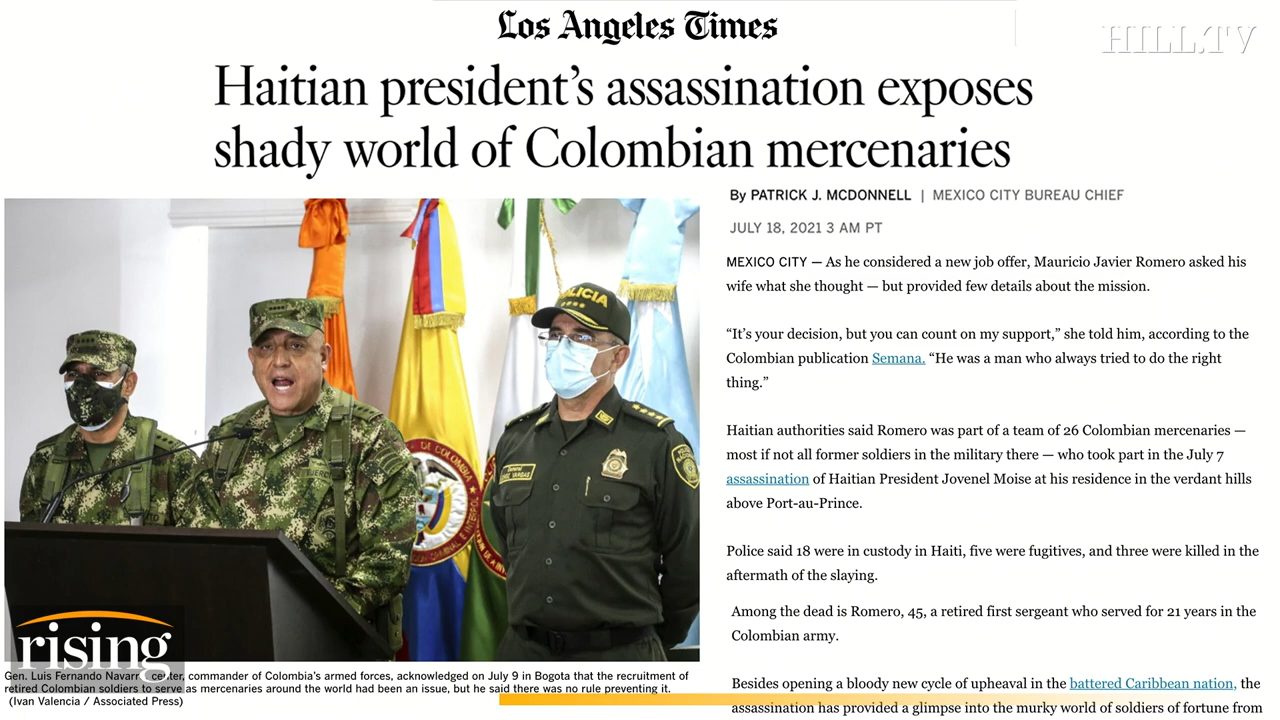 Los Angeles Times
HILL.TV
Haitian president’s assassination exposes
shady world of Colombian mercenaries
By PATRICK J. MCDONNELL | MEXICO CITY BUREAU CHIEF
JULY 18, 2021 3 AM PT
MEXICO CITY — As he considered a new job offer, Mauricio Javier Romero asked his
wife what she thought — but provided few details about the mission.
“It’s your decision, but you can count on my support,” she told him, according to the
Colombian publication Semana. “He was a man who always tried to do the right
thing.”
Haitian authorities said Romero was part of a team of 26 Colombian mercenaries —
most if not all former soldiers in the military there — who took part in the July 7
assassination of Haitian President Jovenel Moise at his residence in the verdant hills
above Port-au-Prince.
Police said 18 were in custody in Haiti, five were fugitives, and three were killed in the
aftermath of the slaying.
Among the dead is Romero, 45, a retired first sergeant who served for 21 years in the
Colombian army.
Besides opening a bloody new cycle of upheaval in the battered Caribbean nation, the
assassination has provided a glimpse into the murky world of soldiers of fortune from
POLICIA
General
VARGAS
rising
Gen. Luis Fernando Navarro, center, commander of Colombia’s armed forces, acknowledged on July 9 in Bogota that the recruitment of
retired Colombian soldiers to serve as mercenaries around the world had been an issue, but he said there was no rule preventing it.
(Ivan Valencia / Associated Press)